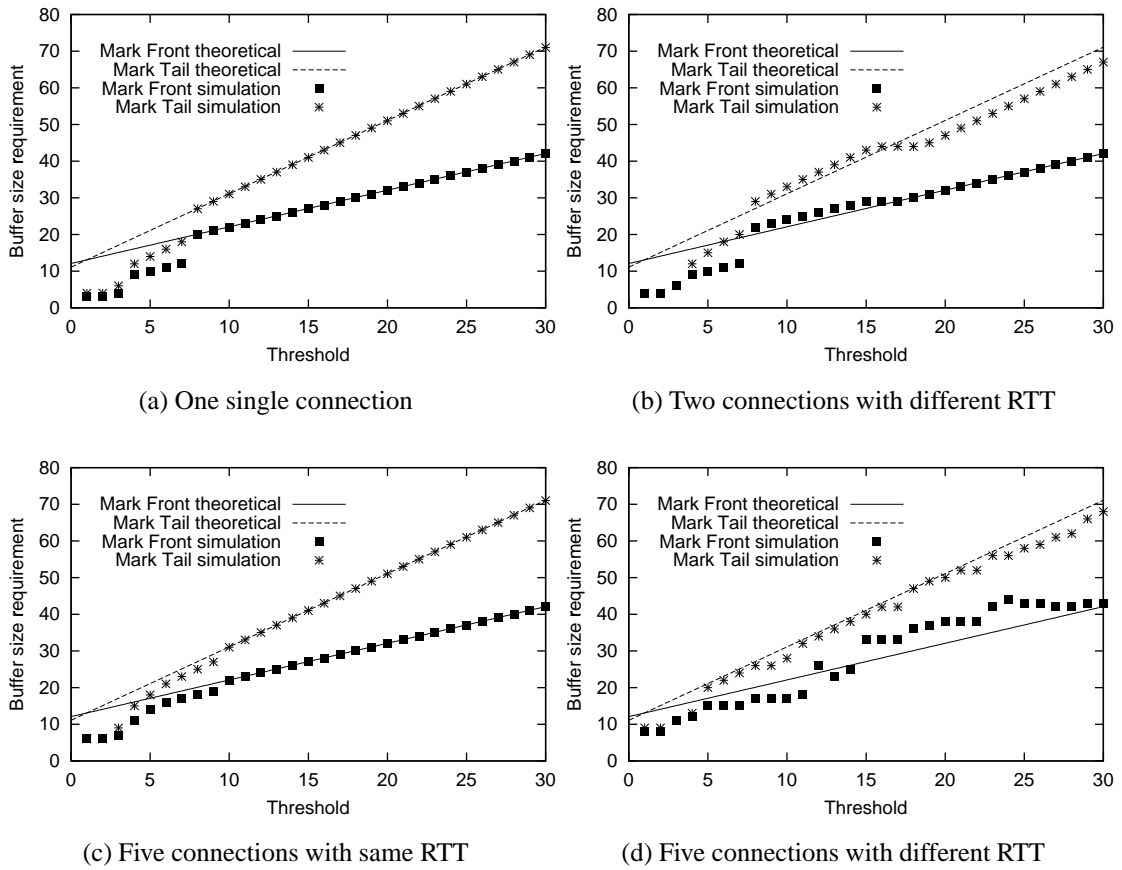 80
70
60
50
40
30
20
10
0
Buffer size requirement
Mark Front theoretical
Mark Tail theoretical
Mark Front simulation
Mark Tail simulation
0 5 10 15 20 25 30
Threshold
(a) One single connection
80
70
60
50
40
30
20
10
0
Buffer size requirement
Mark Front theoretical
Mark Tail theoretical
Mark Front simulation
Mark Tail simulation
0 5 10 15 20 25 30
Threshold
(b) Two connections with different RTT
80
70
60
50
40
30
20
10
0
Buffer size requirement
Mark Front theoretical
Mark Tail theoretical
Mark Front simulation
Mark Tail simulation
0 5 10 15 20 25 30
Threshold
(c) Five connections with same RTT
80
70
60
50
40
30
20
10
0
Buffer size requirement
Mark Front theoretical
Mark Tail theoretical
Mark Front simulation
Mark Tail simulation
0 5 10 15 20 25 30
Threshold
(d) Five connections with different RTT